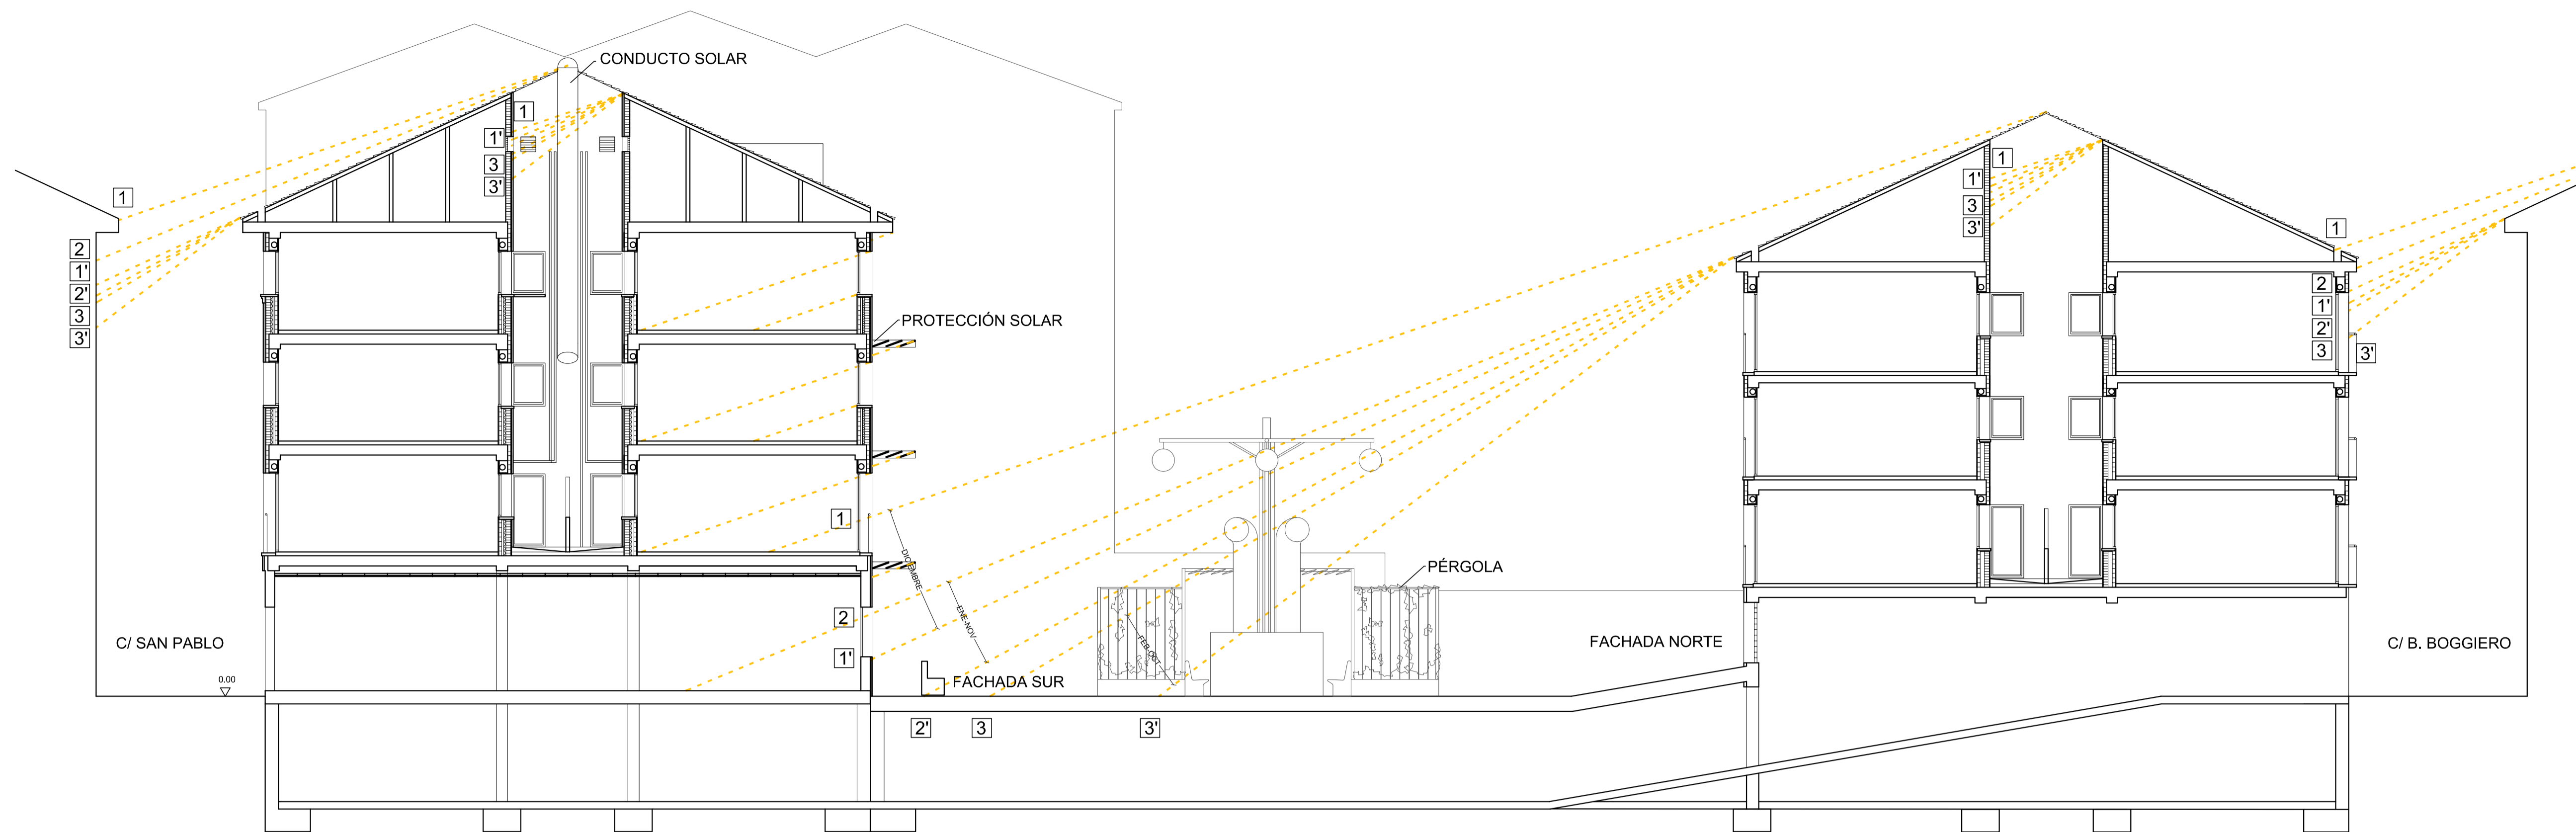 CONDUCTO SOLAR
1
1'
3
3'
1
2
1'
2'
3
3'
PROTECCIÓN SOLAR
1
1'
3
3'
1
2
1'
2'
3
3'
1
DICIEMBRE
ENE-NOV
FEB-OCT
2
1'
PÉRGOLA
C/ SAN PABLO
0.00
FACHADA SUR
FACHADA NORTE
C/ B. BOGGIERO
2'
3
3'